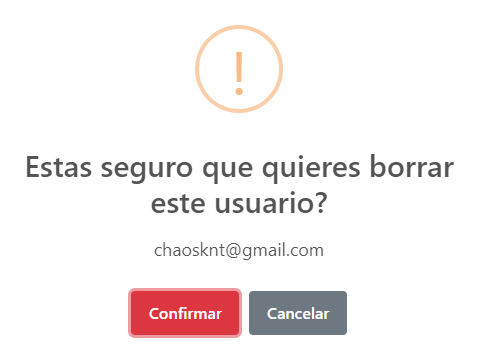 !
Estas seguro que quieres borrar
este usuario?
chaosknt@gmail.com
Confirmar
Cancelar